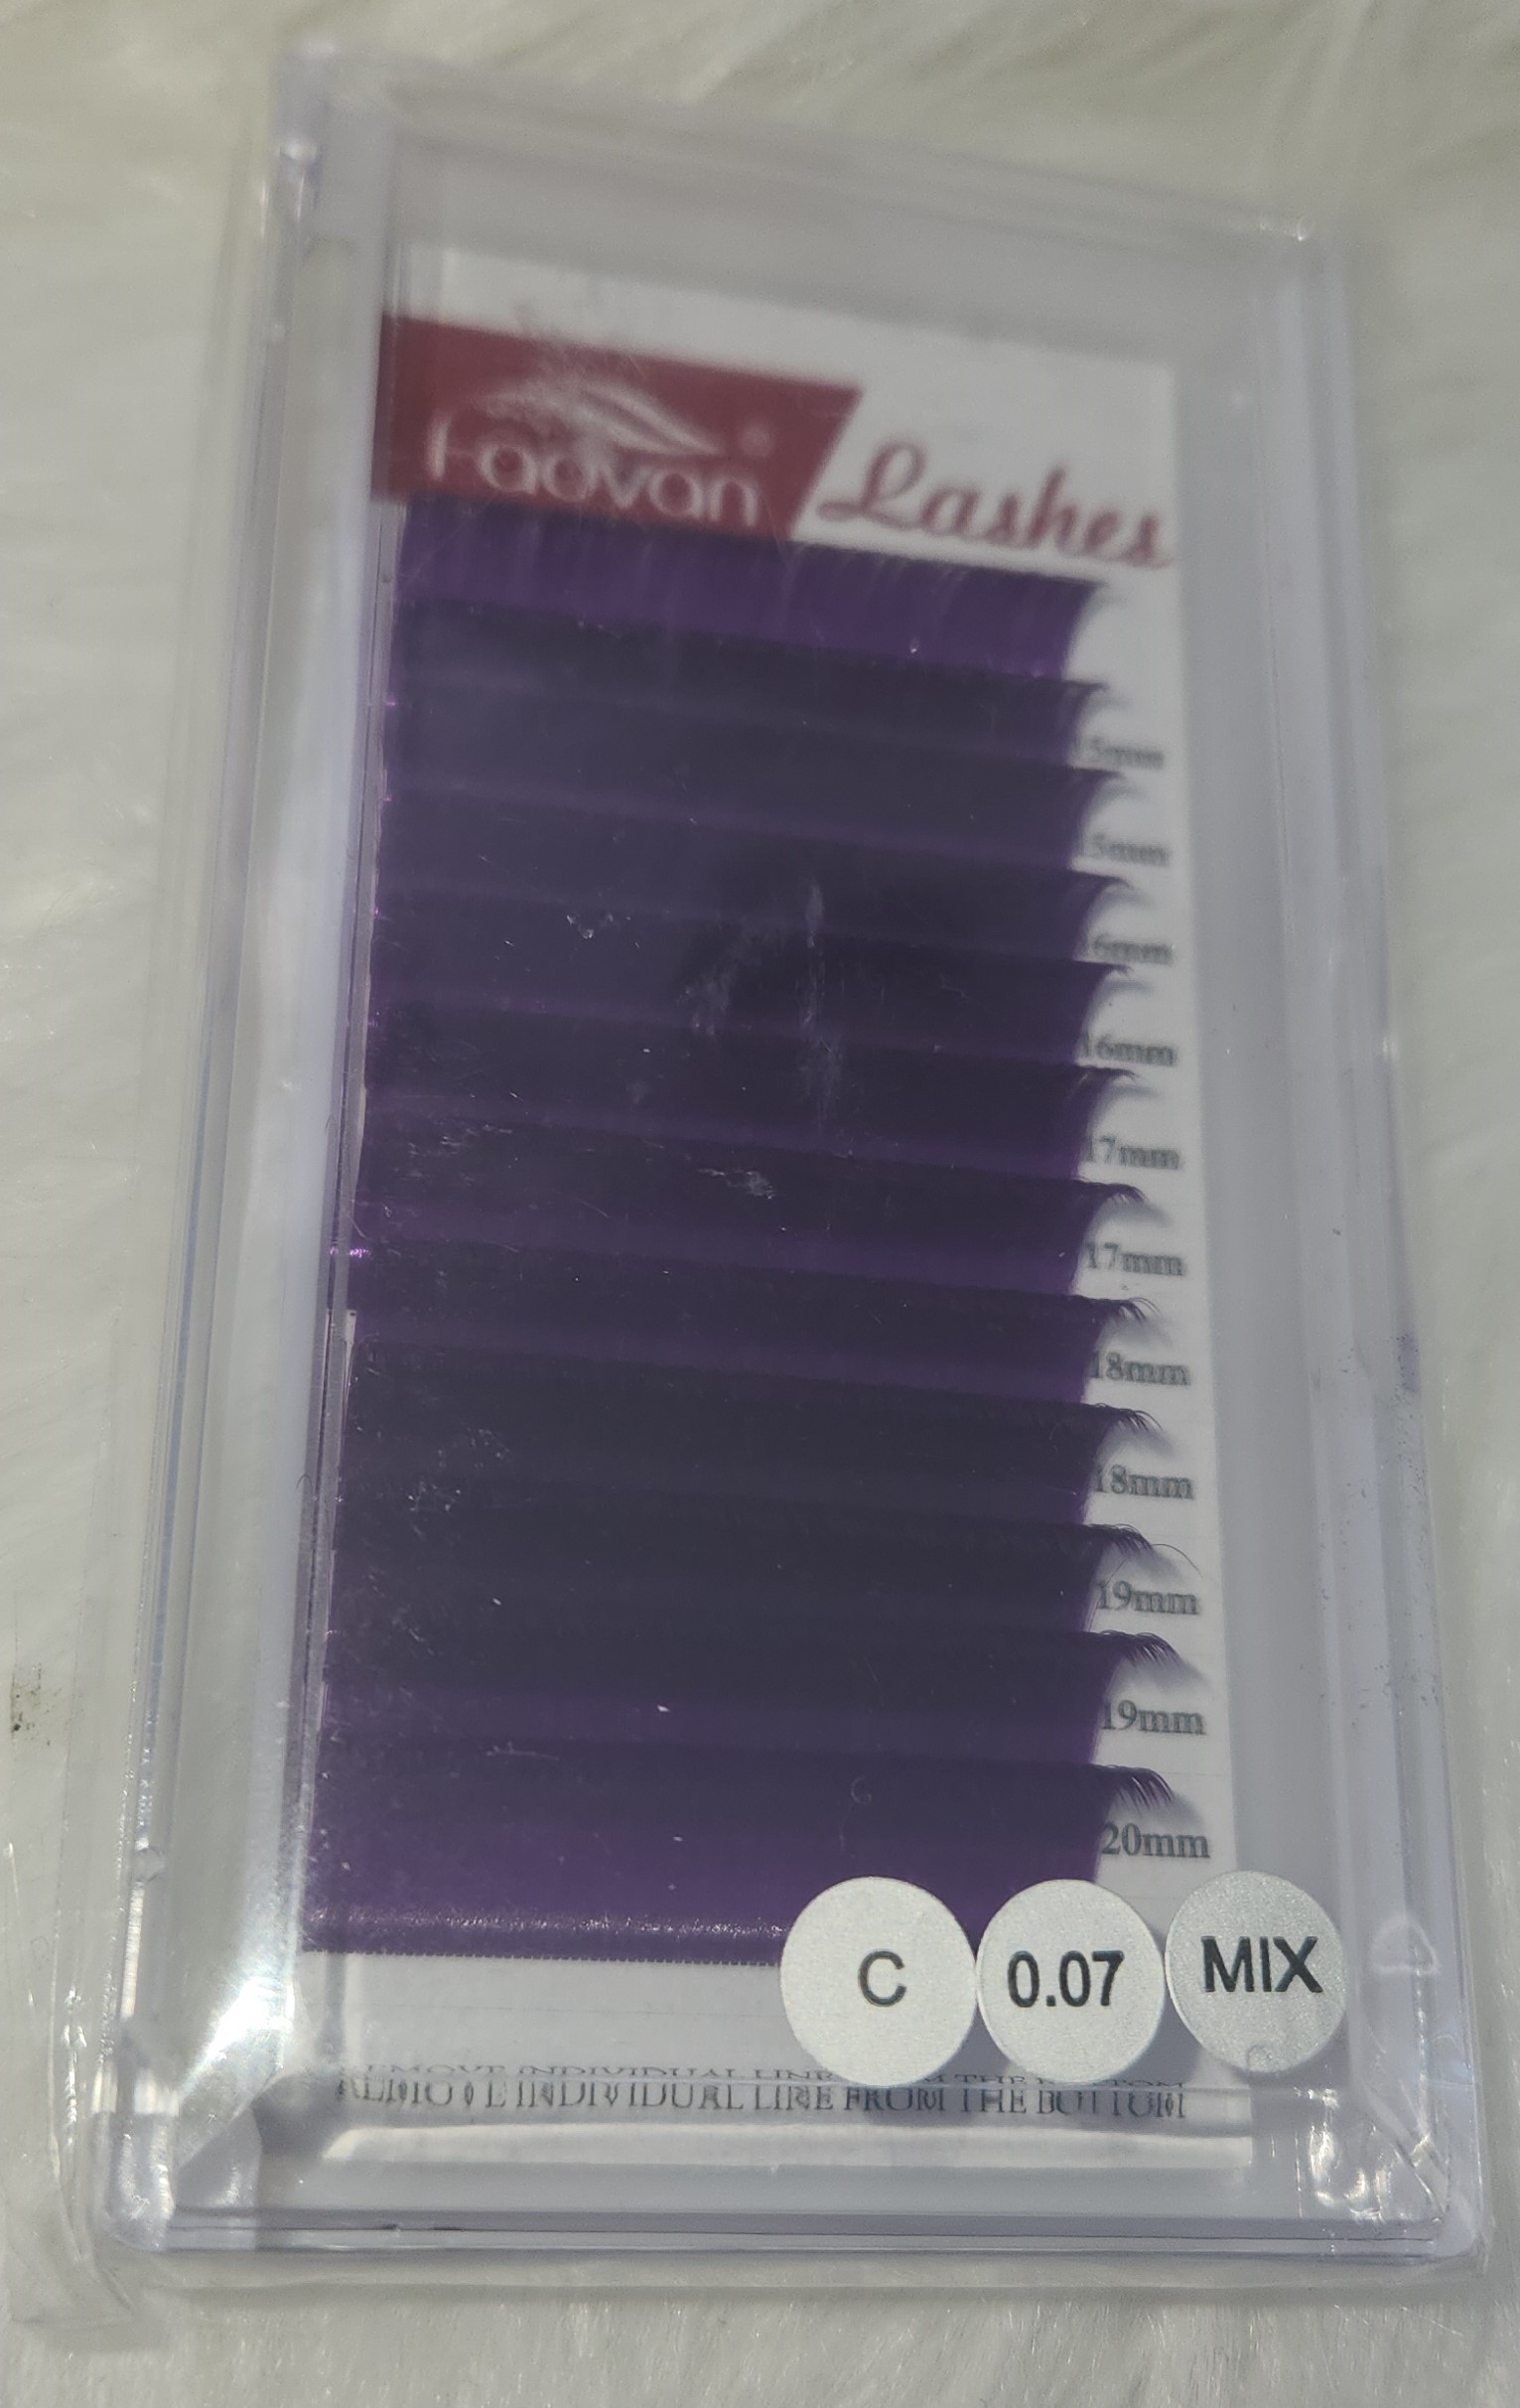 Faovan® Lashes
15mm
15mm
16mm
16mm
17mm
17mm
18mm
18mm
19mm
19mm
20mm
C 0.07 MIX
REMOVE INDIVIDUAL LINE FROM THE BOTTOM